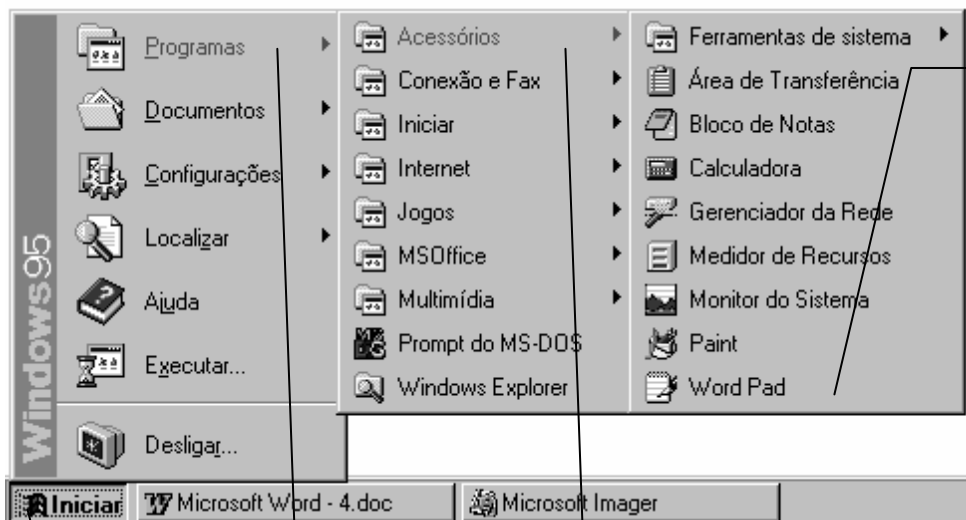 Windows95
Programas
Documentos
Configurações
Localizar
Ajuda
Executar...
Desligar...
Acessórios
Conexão e Fax
Iniciar
Internet
Jogos
MSOffice
Multimídia
Prompt do MS-DOS
Windows Explorer
Ferramentas de sistema
Área de Transferência
Bloco de Notas
Calculadora
Gerenciador da Rede
Medidor de Recursos
Monitor do Sistema
Paint
Word Pad
Iniciar
Microsoft Word - 4.doc
Microsoft Imager